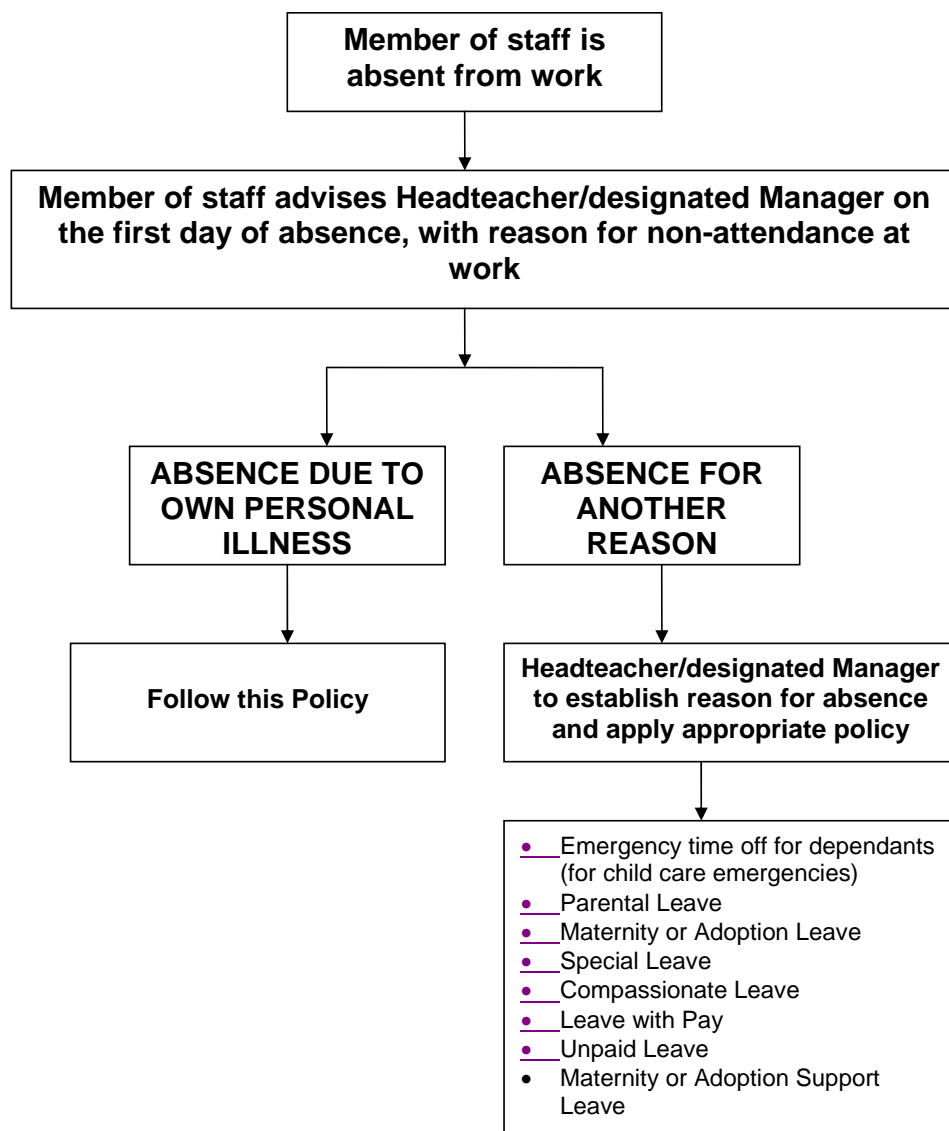 Member of staff is
absent from work
Member of staff advises Headteacher/designated Manager on
the first day of absence, with reason for non-attendance at
work
ABSENCE DUE TO
OWN PERSONAL
ILLNESS
ABSENCE FOR
ANOTHER
REASON
Follow this Policy
Headteacher/designated Manager
to establish reason for absence
and apply appropriate policy
• Emergency time off for dependants
(for child care emergencies)
• Parental Leave
• Maternity or Adoption Leave
• Special Leave
• Compassionate Leave
• Leave with Pay
• Unpaid Leave
• Maternity or Adoption Support
Leave